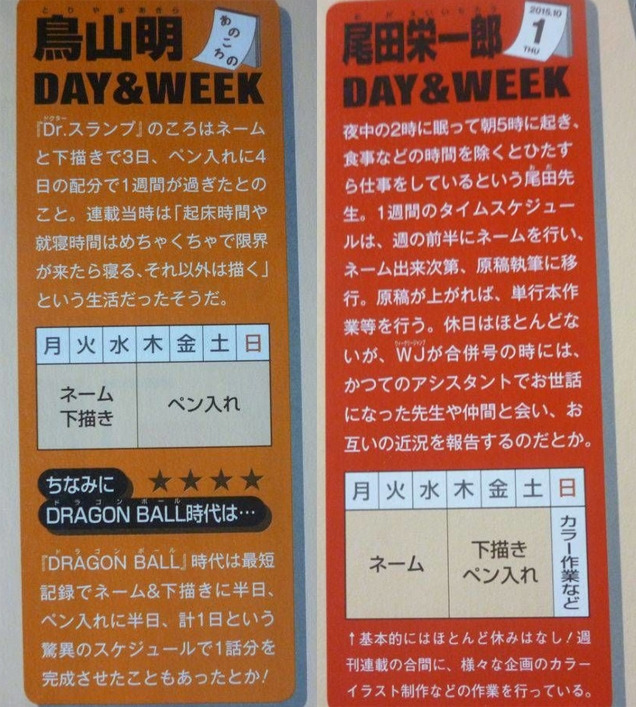 とりやまあきら
鳥山明
あのころの
DAY&WEEK
ドクター
『Dr.スランプ』のころはネーム
と下描きで3日、ペン入れに4
日の配分で1週間が過ぎたとの
こと。連載当時は「起床時間や
就寝時間はめちゃくちゃで限界
が来たら寝る、それ以外は描く」
という生活だったそうだ。
月 火 水 木 金 土 日
ネーム
下描き
ペン入れ
ちなみに ★★★★
ドラゴン ボール
DRAGON BALL時代は…
ドラゴン ボール
『DRAGON BALL』時代は最短
記録でネーム&下描きに半日、
ペン入れに半日、計1日という
驚異のスケジュールで1話分を
完成させたこともあったとか!
おだえいいちろう
尾田栄一郎
2015.10
1
THU
DAY&WEEK
夜中の2時に眠って朝5時に起き、
食事などの時間を除くとひたす
ら仕事をしているという尾田先
生。1週間のタイムスケジュー
ルは、週の前半にネームを行い、
ネーム出来次第、原稿執筆に移
行。原稿が上がれば、単行本作
業等を行う。休日はほとんどな
ウィークリージャンプ
いが、WJが合併号の時には、
かつてのアシスタントでお世話
になった先生や仲間と会い、お
互いの近況を報告するのだとか。
月 火 水 木 金 土 日
ネーム
下描き
ペン入れ
カラー作業など
↑基本的にはほとんど休みはなし!週
刊連載の合間に、様々な企画のカラー
イラスト制作などの作業を行っている。